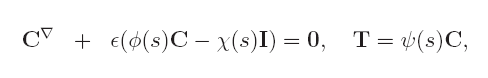 C∇ + ϵ(ϕ(s)C − χ(s)I) = 0, T = ψ(s)C,